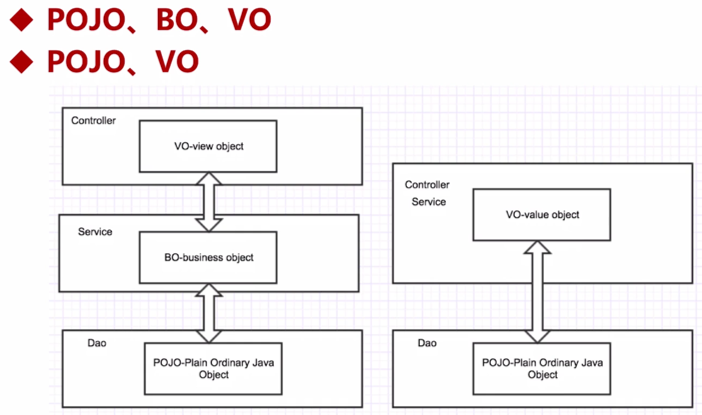 ◆ POJO、BO、VO
◆ POJO、VO
Controller
VO-view object
Service
BO-business object
Dao
POJO-Plain Ordinary Java
Object
Controller
Service
VO-value object
Dao
POJO-Plain Ordinary Java
Object